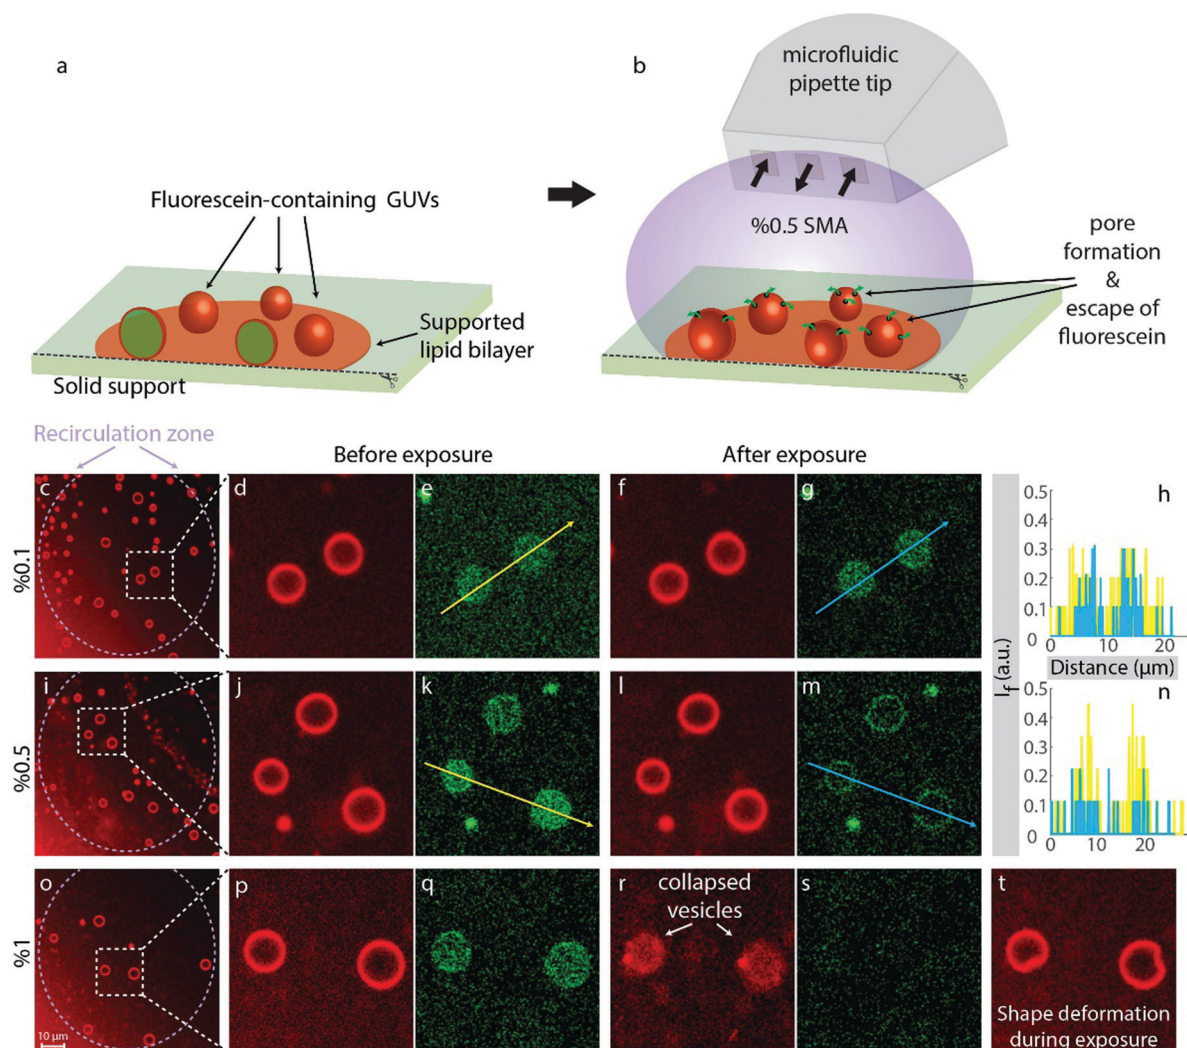 a
b
microfluidic
pipette tip
Fluorescein-containing GUVs
%0.5 SMA
pore
formation
&
escape of
fluorescein
Supported
lipid bilayer
Solid support
Recirculation zone
Before exposure
After exposure
%0.1
c
d
e
f
g
h
0.5
0.4
0.3
0.2
0.1
0
0
10
20
Distance (µm)
I_f (a.u.)
%0.5
i
j
k
l
m
n
0.5
0.4
0.3
0.2
0.1
0
0
10
20
%1
o
10 µm
p
q
r
collapsed
vesicles
s
t
Shape deformation
during exposure